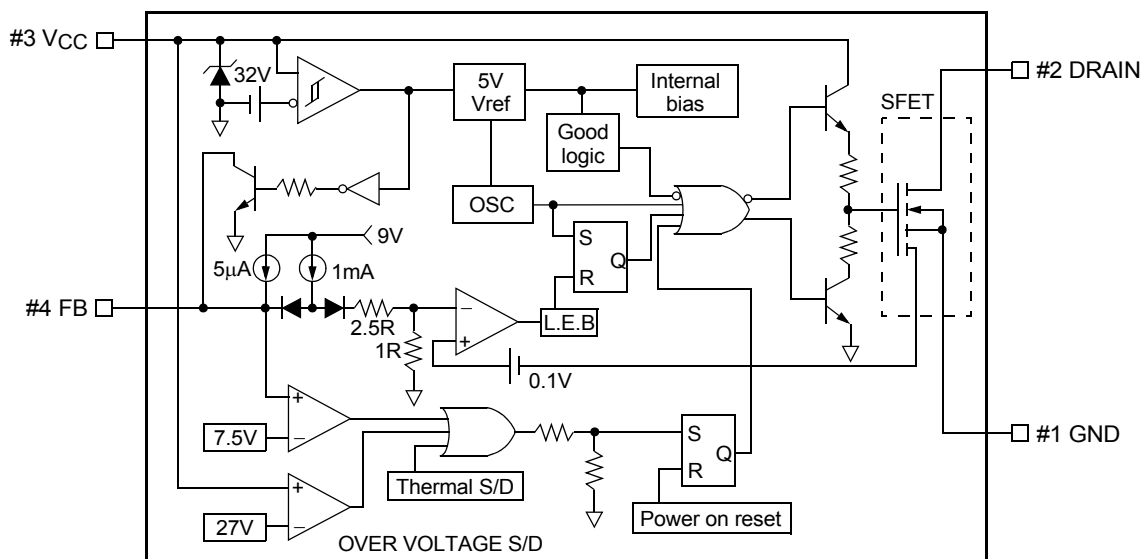 #3 VCC
32V
5V
Vref
Internal
bias
Good
logic
#2 DRAIN
SFET
OSC
9V
5μA
1mA
S
R
Q
#4 FB
2.5R
1R
−
+
L.E.B
0.1V
+
−
7.5V
Thermal S/D
S
R
Q
#1 GND
+
−
27V
Power on reset
OVER VOLTAGE S/D